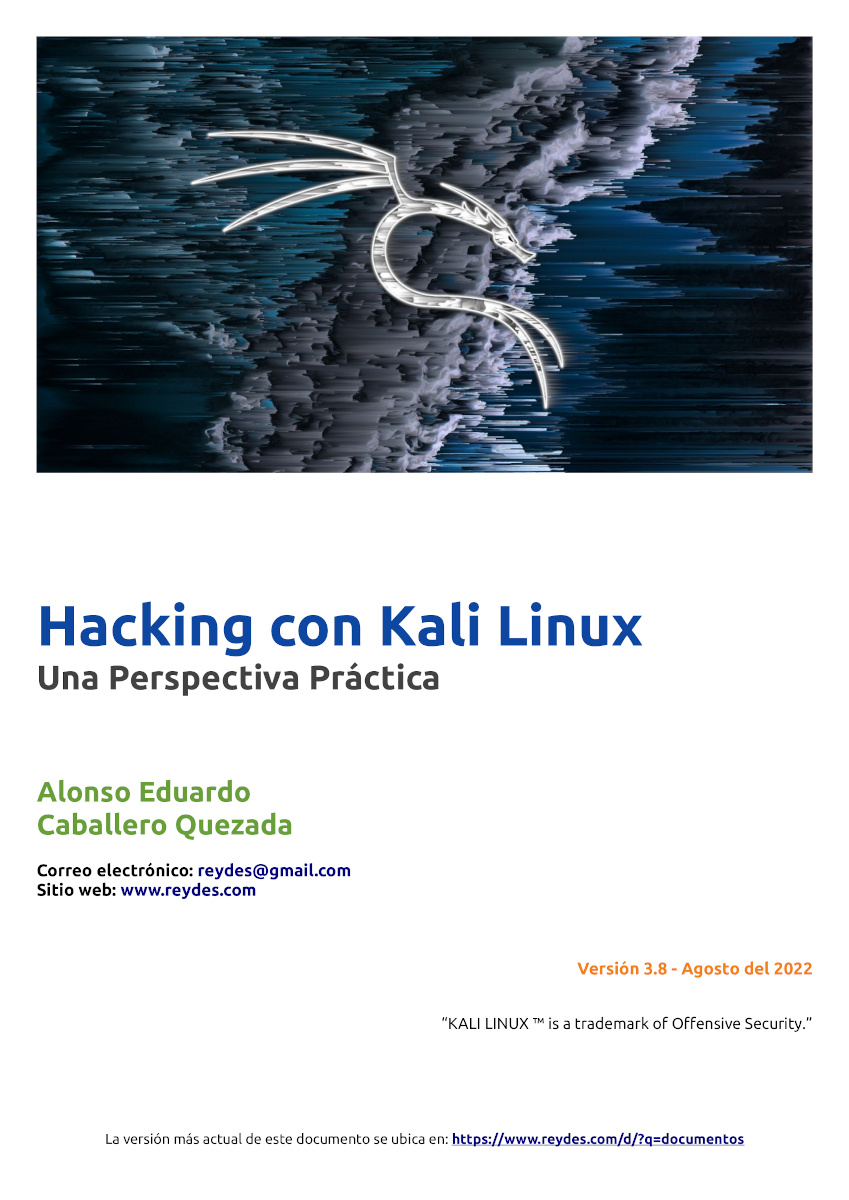 Hacking con Kali Linux
Una Perspectiva Práctica
Alonso Eduardo
Caballero Quezada
Correo electrónico: reydes@gmail.com
Sitio web: www.reydes.com
Versión 3.8 - Agosto del 2022
“KALI LINUX ™ is a trademark of Offensive Security.”
La versión más actual de este documento se ubica en: https://www.reydes.com/d/?q=documentos